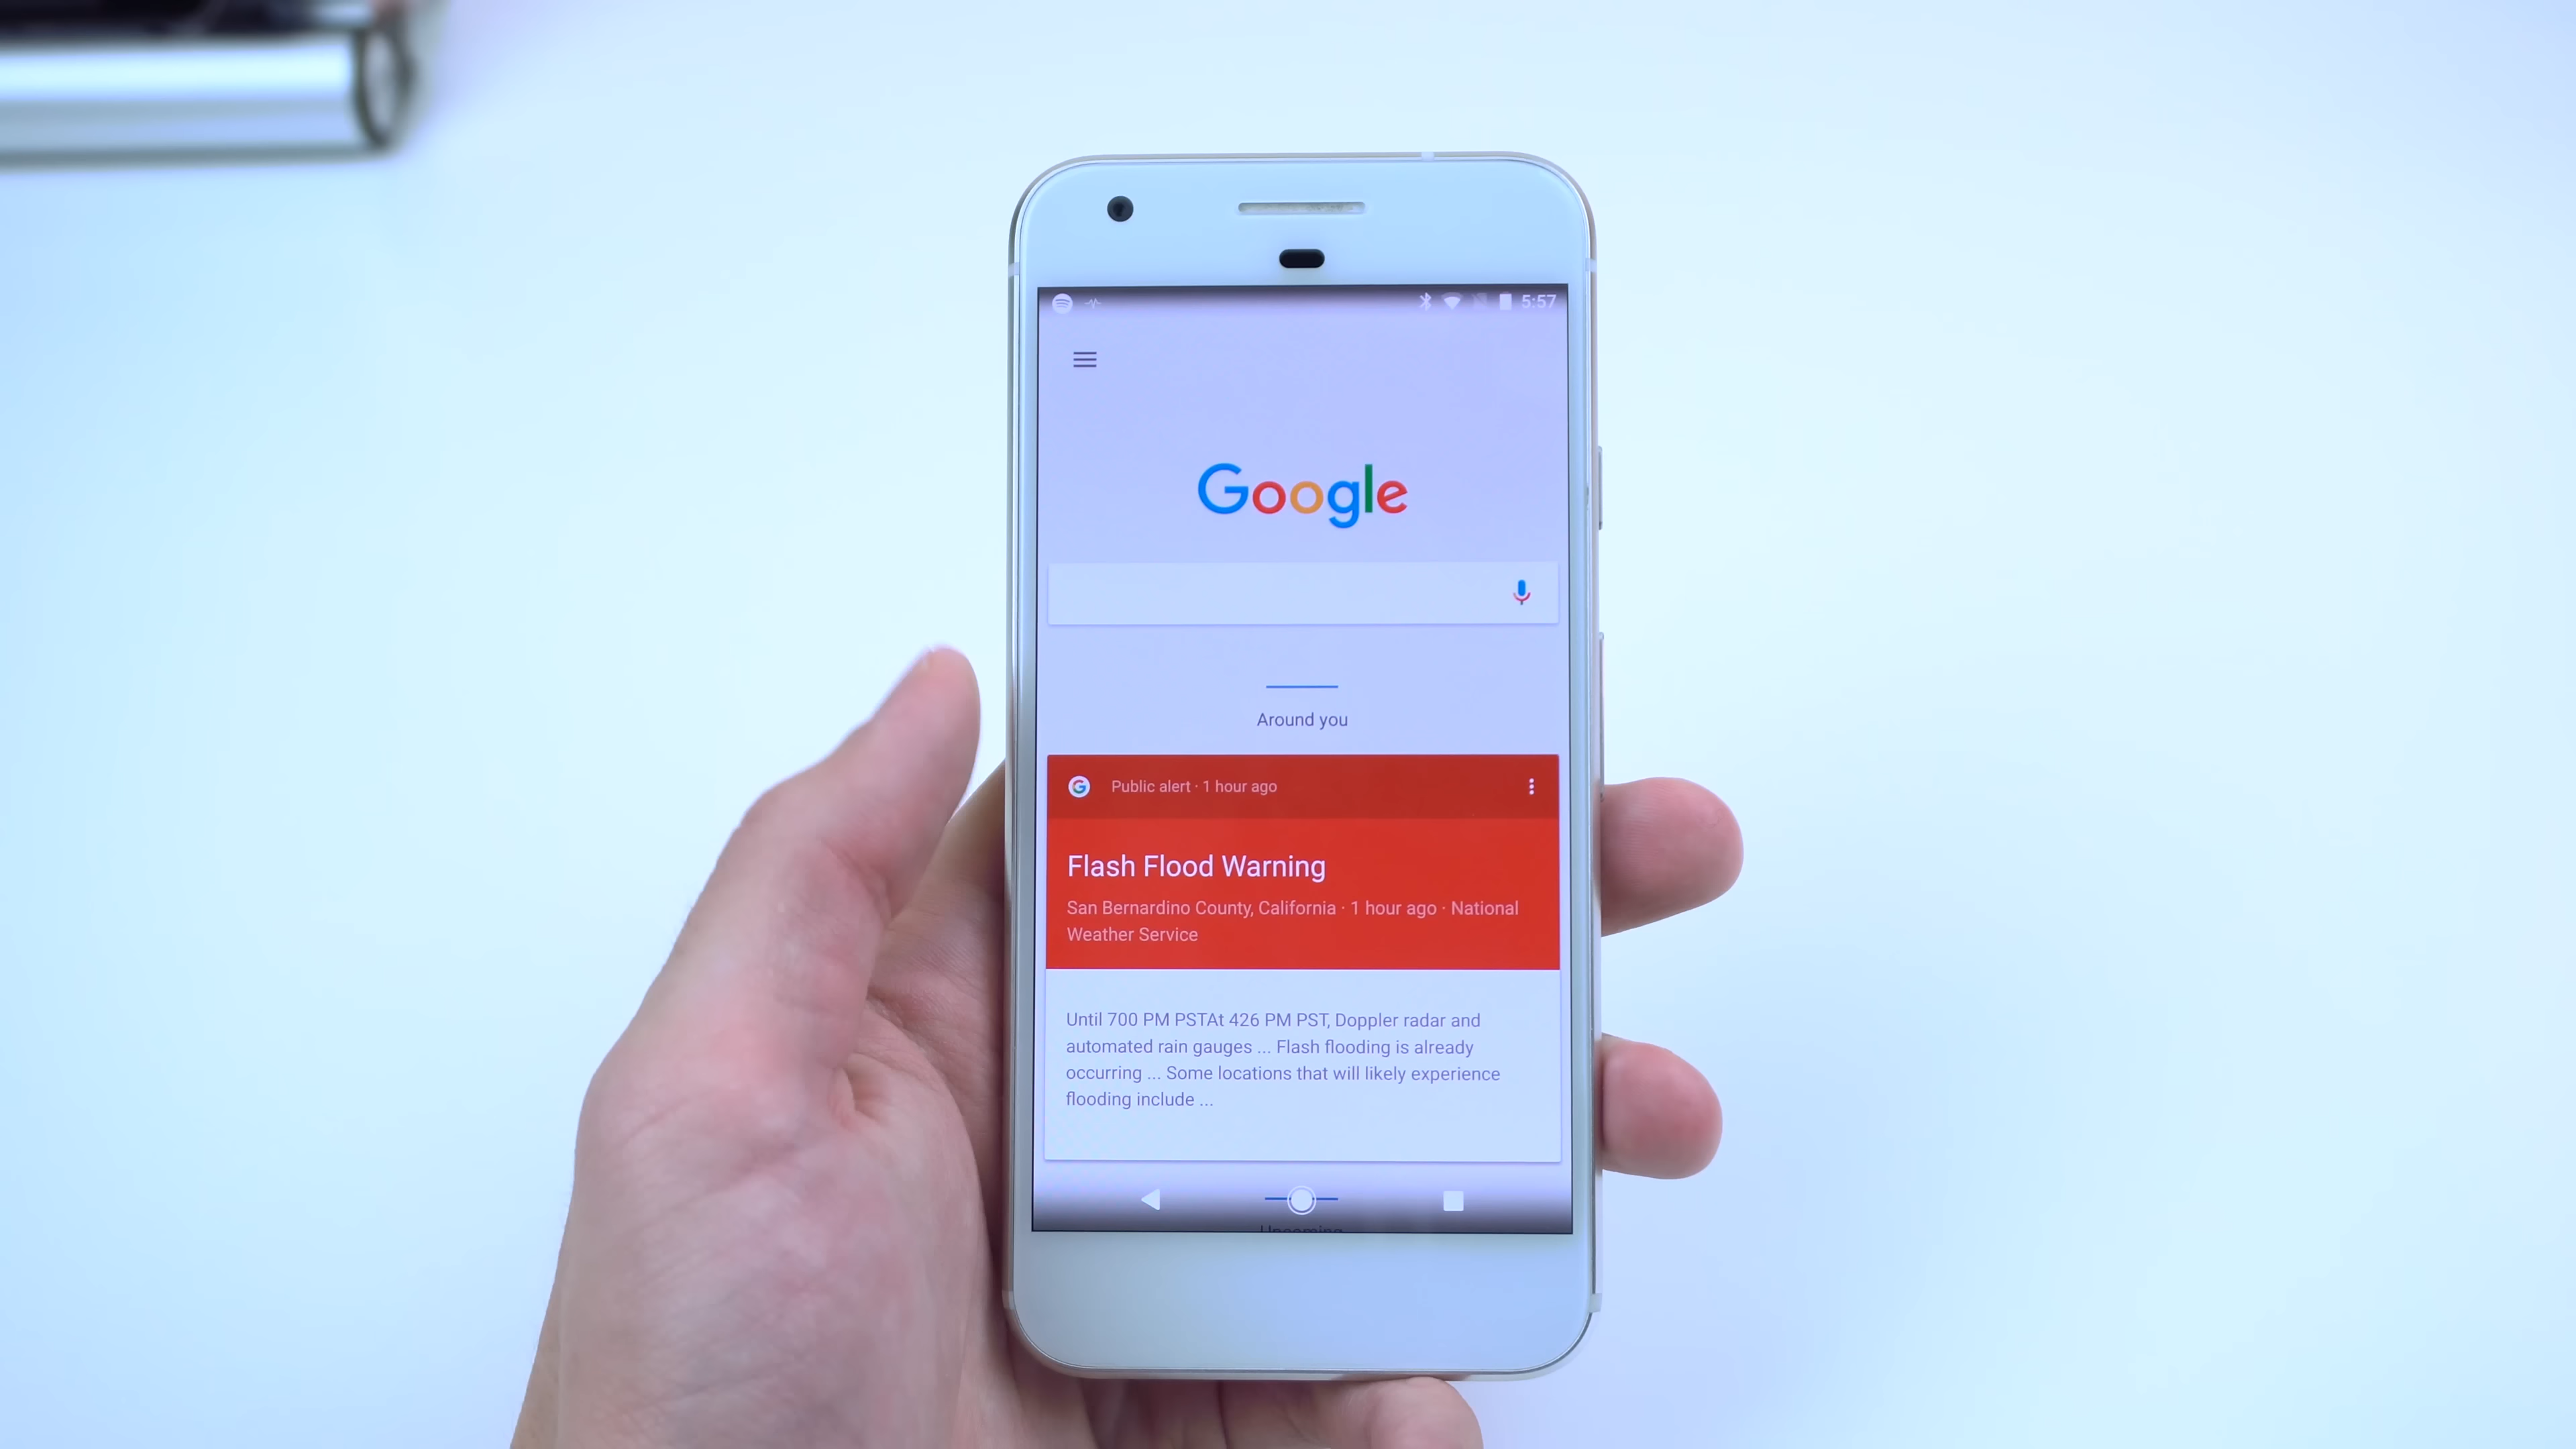 5:57
Google
Around you
Public alert · 1 hour ago
Flash Flood Warning
San Bernardino County, California · 1 hour ago · National
Weather Service
Until 700 PM PSTAt 426 PM PST, Doppler radar and
automated rain gauges ... Flash flooding is already
occurring ... Some locations that will likely experience
flooding include ...
Upcoming